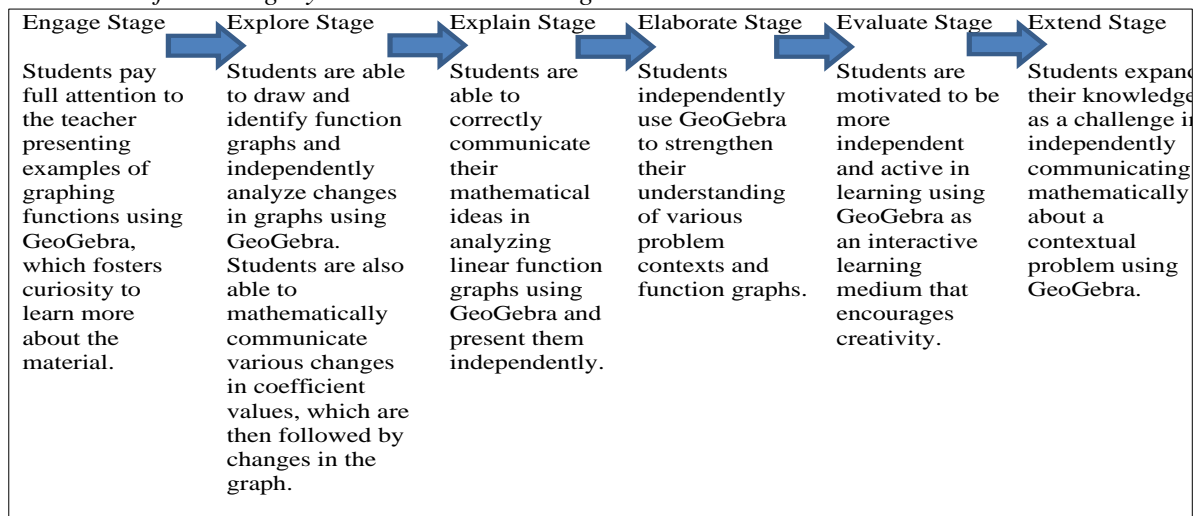 Engage Stage
Students pay
full attention to
the teacher
presenting
examples of
graphing
functions using
GeoGebra,
which fosters
curiosity to
learn more
about the
material.
Explore Stage
Students are able
to draw and
identify function
graphs and
independently
analyze changes
in graphs using
GeoGebra.
Students are also
able to
mathematically
communicate
various changes
in coefficient
values, which are
then followed by
changes in the
graph.
Explain Stage
Students are
able to
correctly
communicate
their
mathematical
ideas in
analyzing
linear function
graphs using
GeoGebra and
present them
independently.
Elaborate Stage
Students
independently
use GeoGebra
to strengthen
their
understanding
of various
problem
contexts and
function graphs.
Evaluate Stage
Students are
motivated to be
more
independent
and active in
learning using
GeoGebra as
an interactive
learning
medium that
encourages
creativity.
Extend Stage
Students expand
their knowledge
as a challenge in
independently
communicating
mathematically
about a
contextual
problem using
GeoGebra.